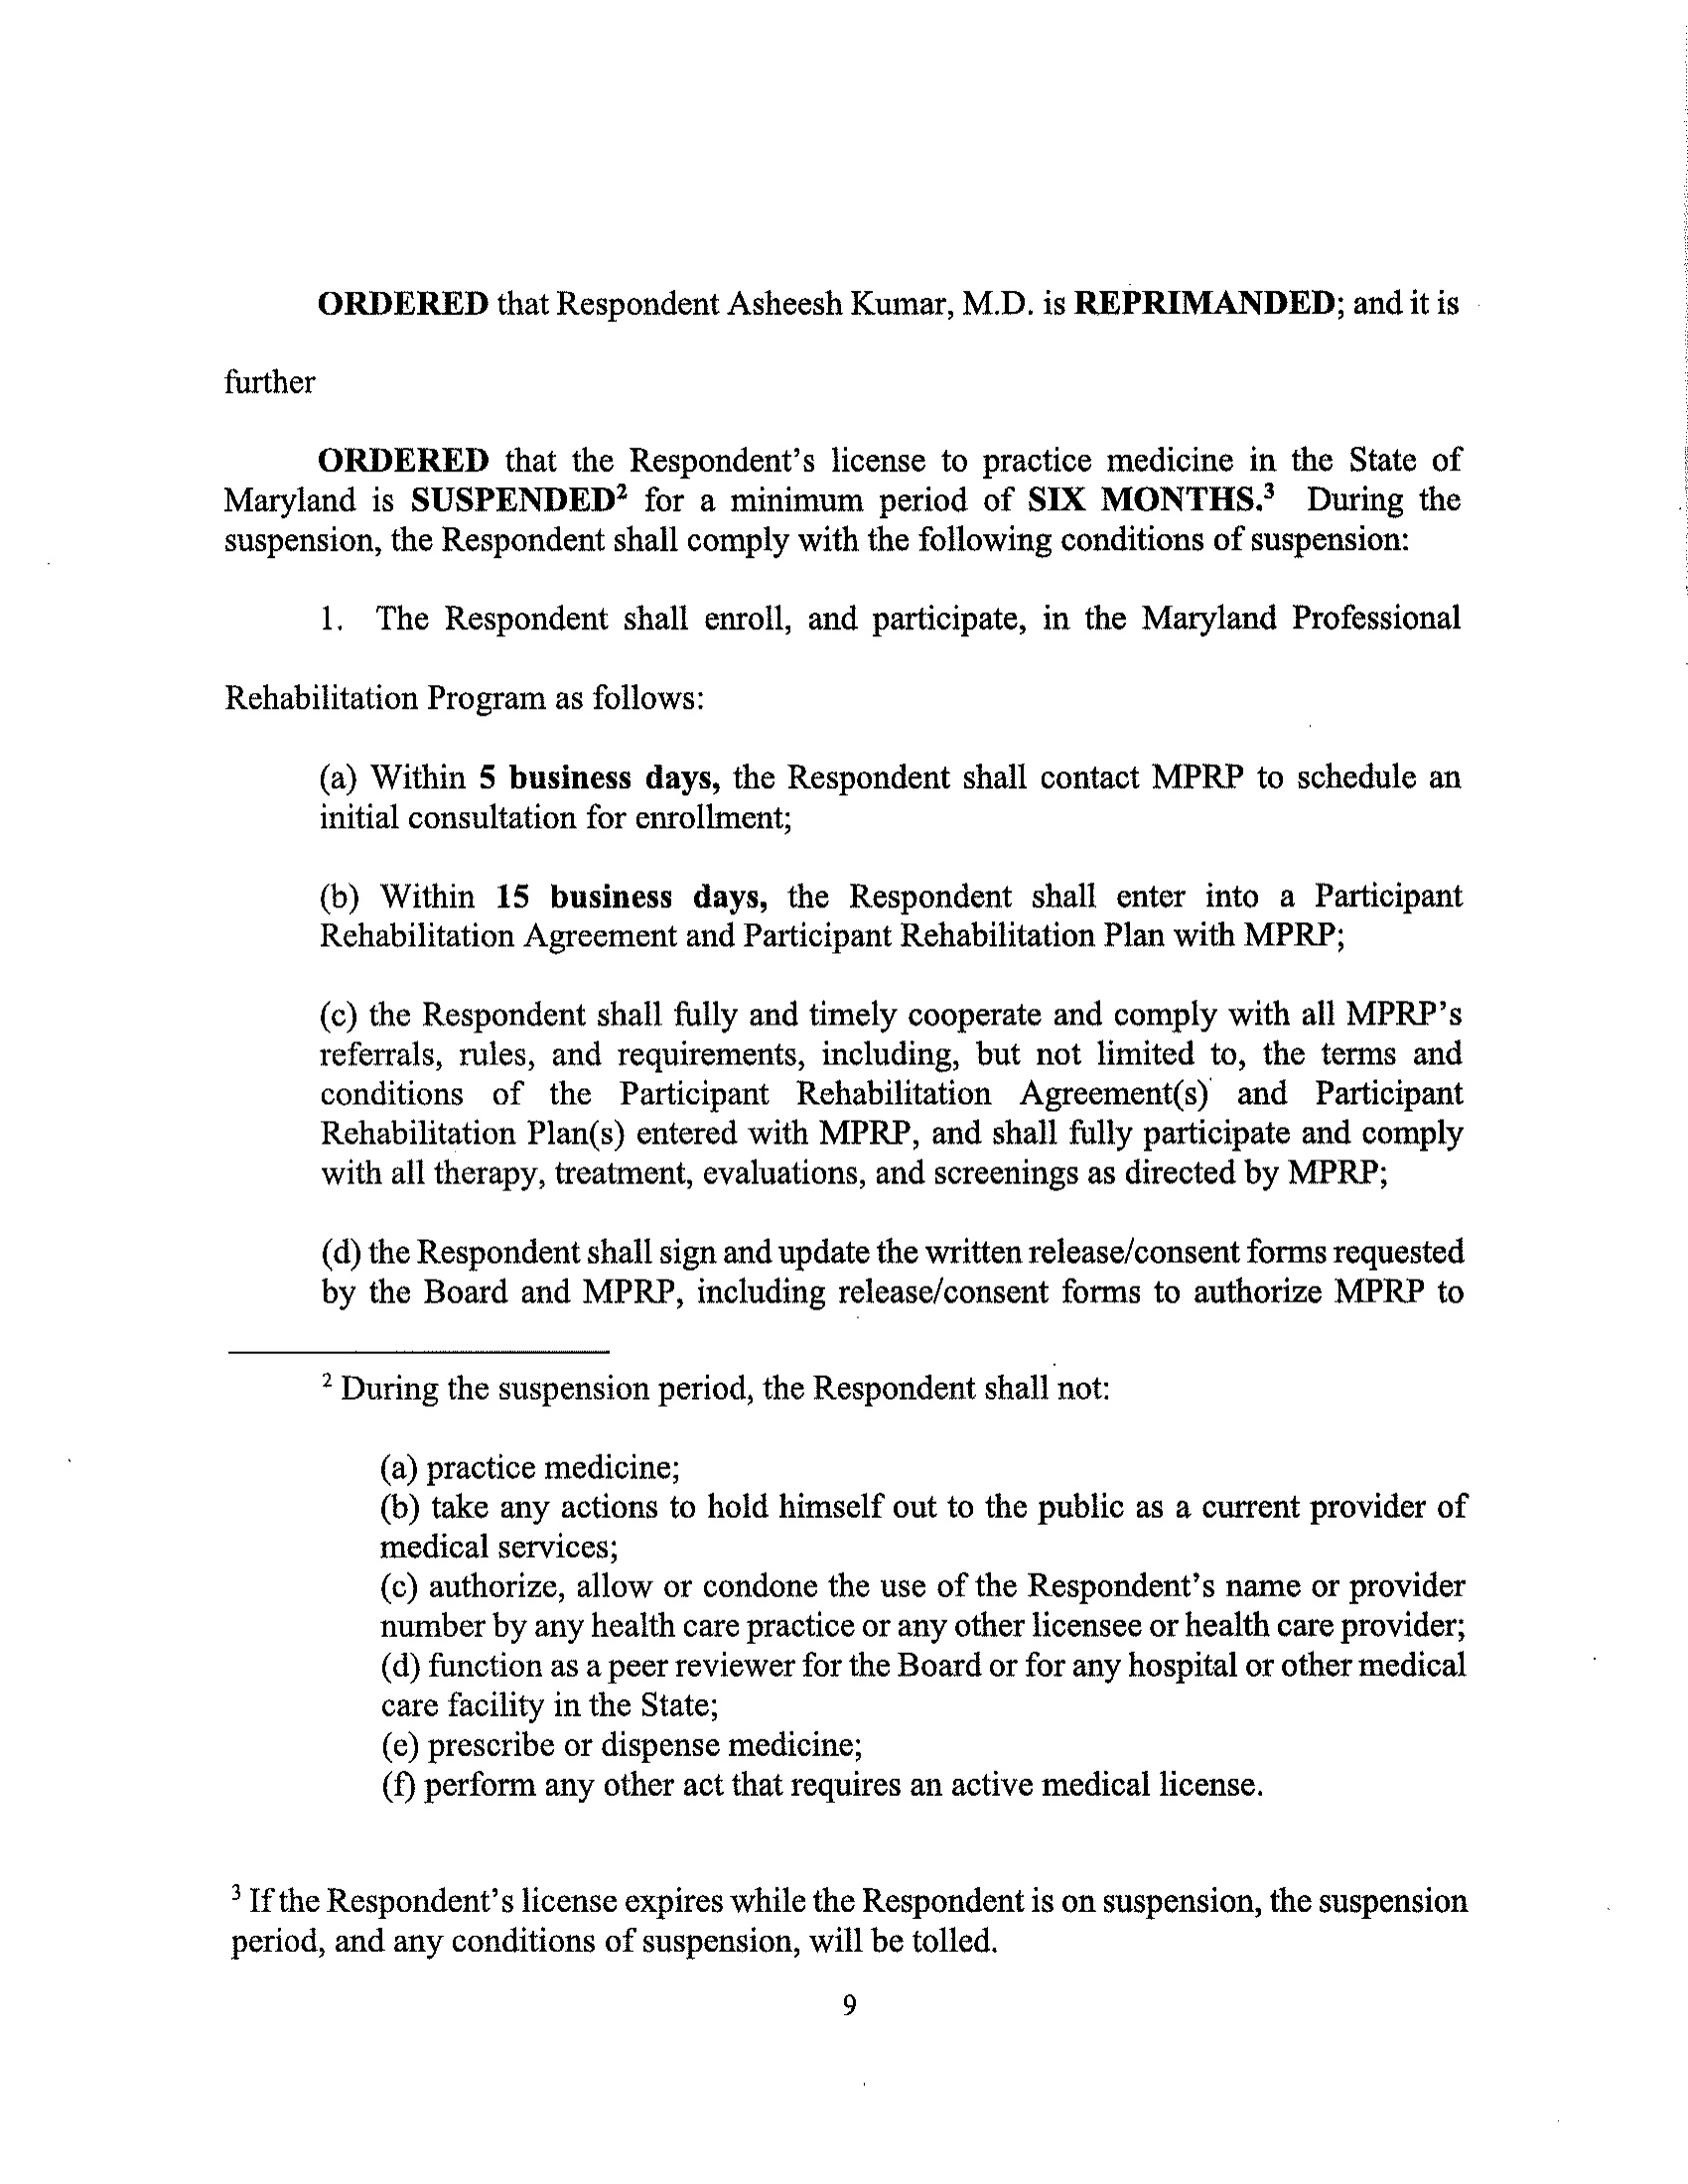 ORDERED that Respondent Asheesh Kumar, M.D. is REPRIMANDED; and it is
further
ORDERED that the Respondent's license to practice medicine in the State of
Maryland is SUSPENDED² for a minimum period of SIX MONTHS.³ During the
suspension, the Respondent shall comply with the following conditions of suspension:
1. The Respondent shall enroll, and participate, in the Maryland Professional
Rehabilitation Program as follows:
(a) Within 5 business days, the Respondent shall contact MPRP to schedule an
initial consultation for enrollment;
(b) Within 15 business days, the Respondent shall enter into a Participant
Rehabilitation Agreement and Participant Rehabilitation Plan with MPRP;
(c) the Respondent shall fully and timely cooperate and comply with all MPRP's
referrals, rules, and requirements, including, but not limited to, the terms and
conditions of the Participant Rehabilitation Agreement(s) and Participant
Rehabilitation Plan(s) entered with MPRP, and shall fully participate and comply
with all therapy, treatment, evaluations, and screenings as directed by MPRP;
(d) the Respondent shall sign and update the written release/consent forms requested
by the Board and MPRP, including release/consent forms to authorize MPRP to
² During the suspension period, the Respondent shall not:
(a) practice medicine;
(b) take any actions to hold himself out to the public as a current provider of
medical services;
(c) authorize, allow or condone the use of the Respondent's name or provider
number by any health care practice or any other licensee or health care provider;
(d) function as a peer reviewer for the Board or for any hospital or other medical
care facility in the State;
(e) prescribe or dispense medicine;
(f) perform any other act that requires an active medical license.
³ If the Respondent's license expires while the Respondent is on suspension, the suspension
period, and any conditions of suspension, will be tolled.
9